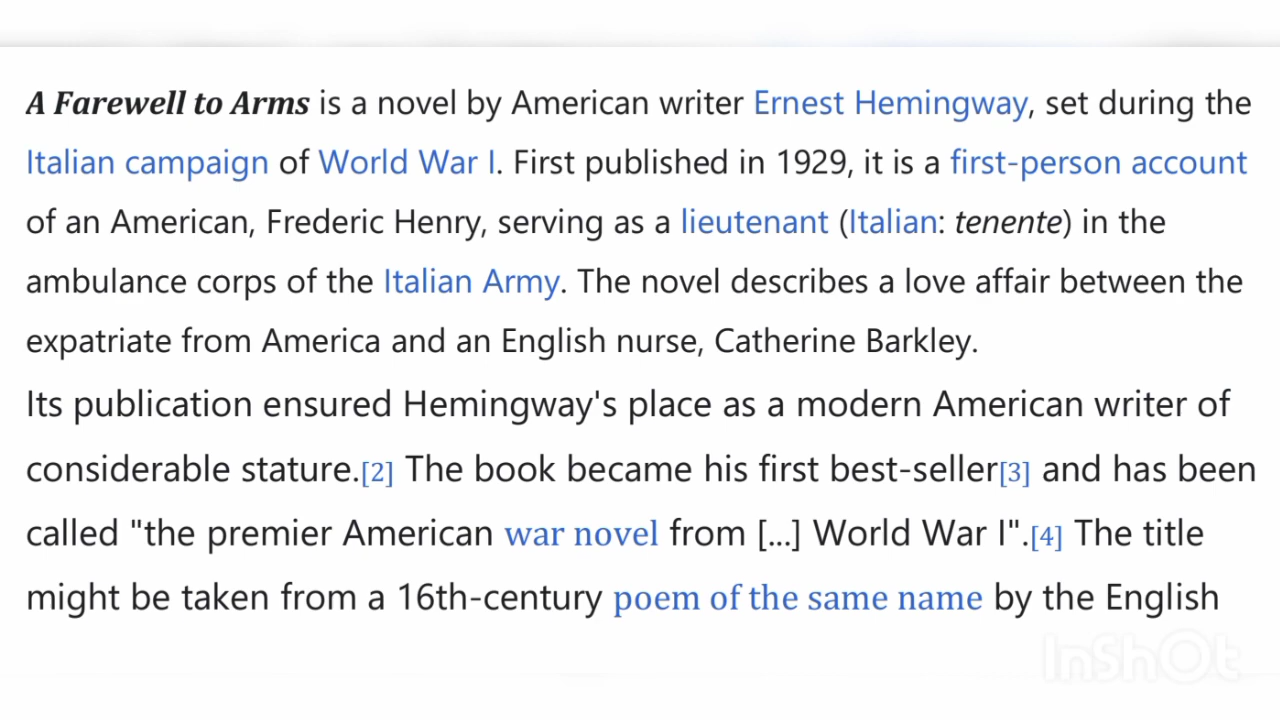 A Farewell to Arms is a novel by American writer Ernest Hemingway, set during the
Italian campaign of World War I. First published in 1929, it is a first-person account
of an American, Frederic Henry, serving as a lieutenant (Italian: tenente) in the
ambulance corps of the Italian Army. The novel describes a love affair between the
expatriate from America and an English nurse, Catherine Barkley.
Its publication ensured Hemingway's place as a modern American writer of
considerable stature.[2] The book became his first best-seller[3] and has been
called "the premier American war novel from [...] World War I".[4] The title
might be taken from a 16th-century poem of the same name by the English
InShOt